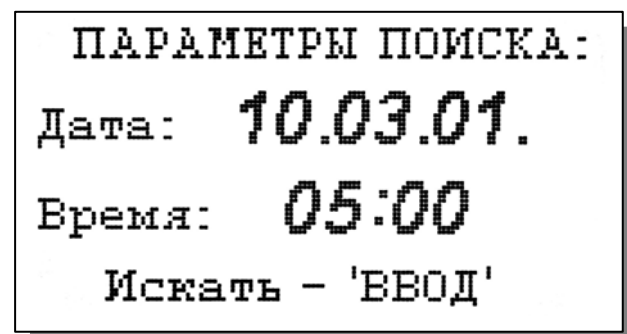 ПАРАМЕТРЫ ПОИСКА:
Дата: 10.03.01.
Время: 05:00
Искать - 'ВВОД'